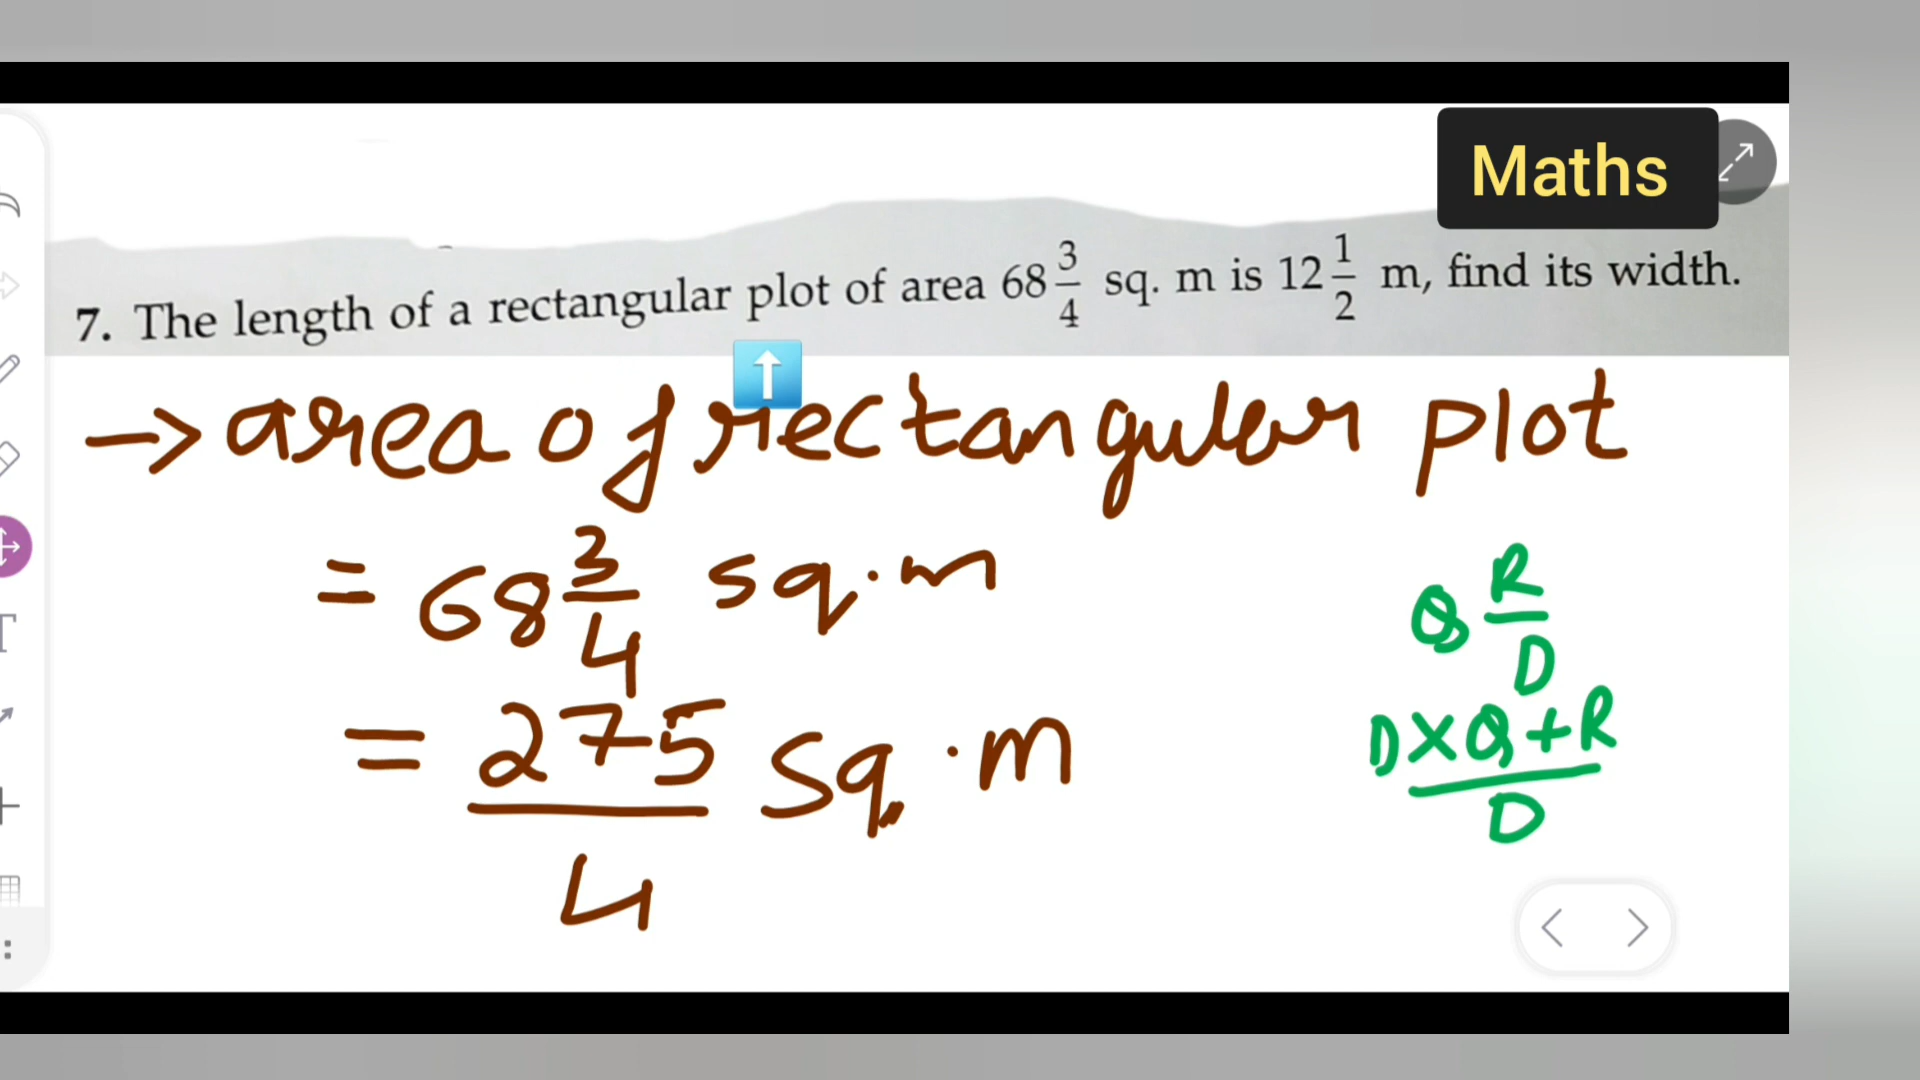 Maths
7. The length of a rectangular plot of area 68 3/4 sq. m is 12 1/2 m, find its width.
→ area of rectangular plot
= 68 3/4 sq.m
= 275/4 sq.m
Q R/D
D×Q+R/D